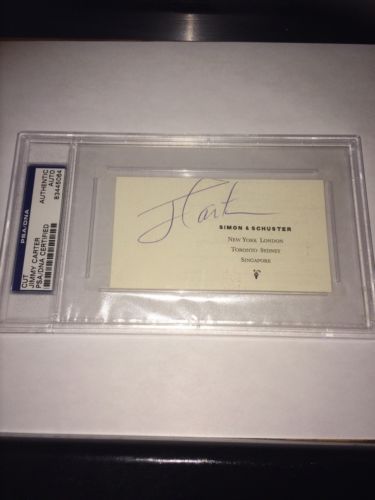 PSA/DNA
CUT
JIMMY CARTER
PSA/DNA CERTIFIED
AUTHENTIC
AUTO
83446064
J Carter
SIMON & SCHUSTER
NEW YORK LONDON
TORONTO SYDNEY
SINGAPORE